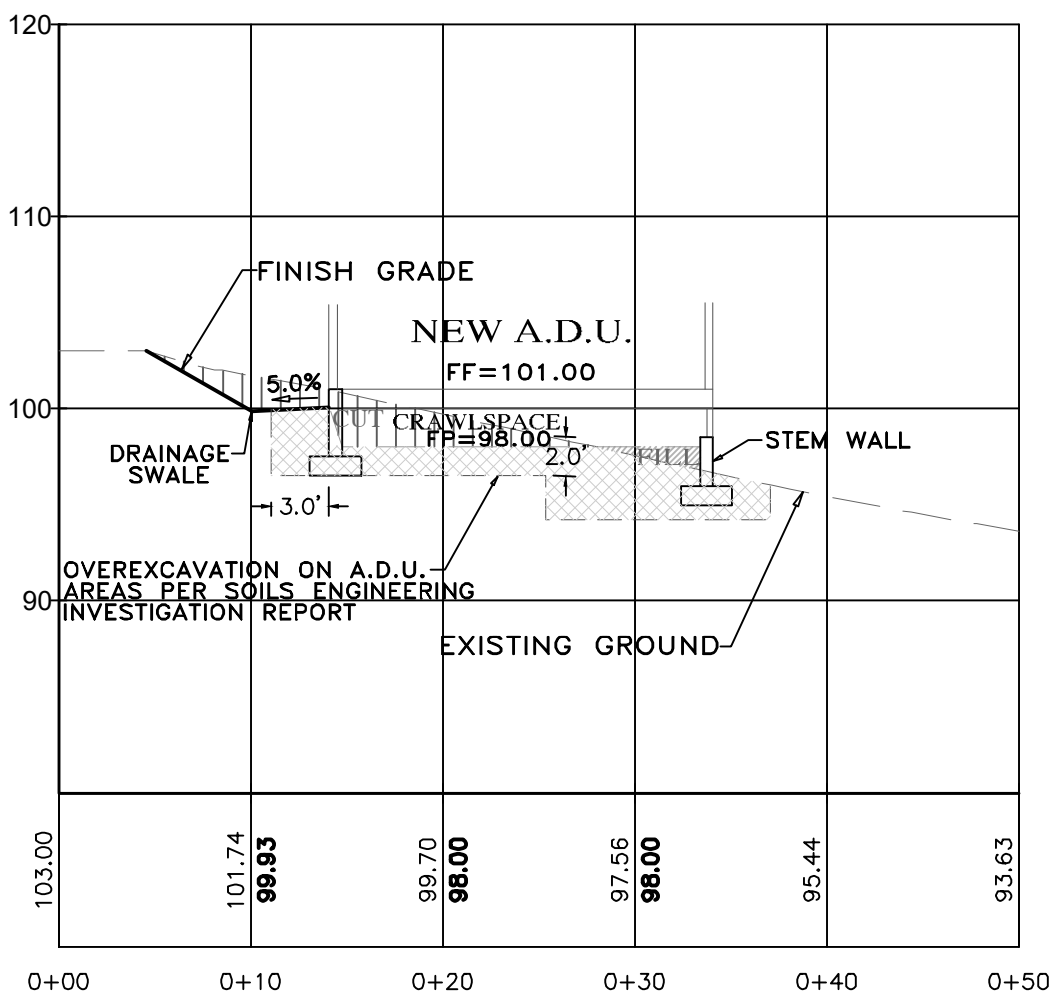 120
110
FINISH GRADE
NEW A.D.U.
FF=101.00
5.0%
100
CUT
CRAWLSPACE
FP=98.00
2.0'
FILL
STEM WALL
DRAINAGE
SWALE
3.0'
OVEREXCAVATION ON A.D.U.
AREAS PER SOILS ENGINEERING
INVESTIGATION REPORT
90
EXISTING GROUND
103.00
101.74
99.93
99.70
98.00
97.56
98.00
95.44
93.63
0+00
0+10
0+20
0+30
0+40
0+50